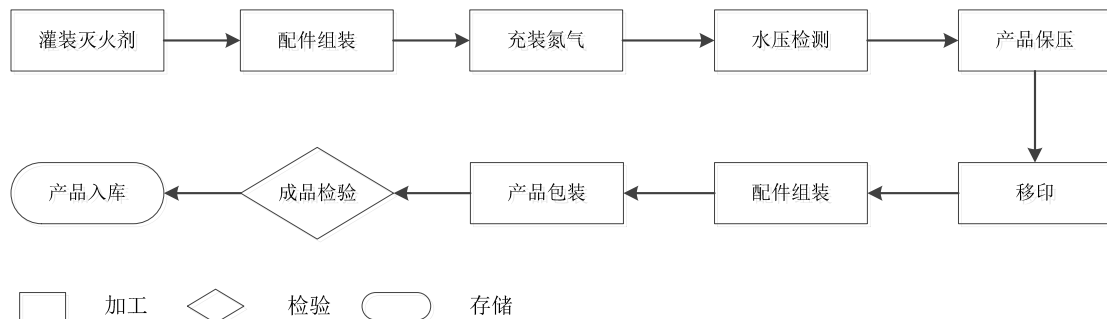 灌装灭火剂
配件组装
充装氮气
水压检测
产品保压
移印
配件组装
产品包装
成品检验
产品入库
加工
检验
存储